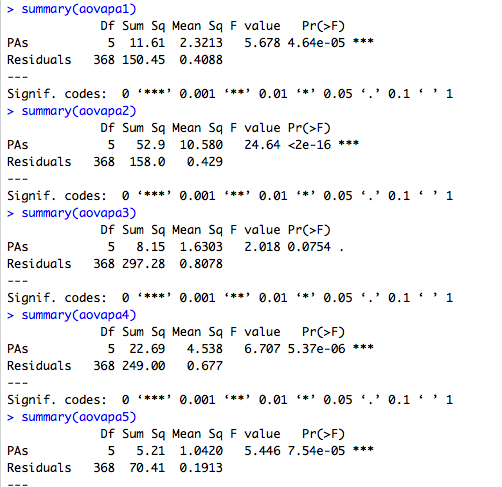 > summary(aovapa1)
Df Sum Sq Mean Sq F value Pr(>F)
PAs 5 11.61 2.3213 5.678 4.64e-05 ***
Residuals 368 150.45 0.4088
---
Signif. codes: 0 ‘***’ 0.001 ‘**’ 0.01 ‘*’ 0.05 ‘.’ 0.1 ‘ ’ 1
> summary(aovapa2)
Df Sum Sq Mean Sq F value Pr(>F)
PAs 5 52.9 10.580 24.64 <2e-16 ***
Residuals 368 158.0 0.429
---
Signif. codes: 0 ‘***’ 0.001 ‘**’ 0.01 ‘*’ 0.05 ‘.’ 0.1 ‘ ’ 1
> summary(aovapa3)
Df Sum Sq Mean Sq F value Pr(>F)
PAs 5 8.15 1.6303 2.018 0.0754 .
Residuals 368 297.28 0.8078
---
Signif. codes: 0 ‘***’ 0.001 ‘**’ 0.01 ‘*’ 0.05 ‘.’ 0.1 ‘ ’ 1
> summary(aovapa4)
Df Sum Sq Mean Sq F value Pr(>F)
PAs 5 22.69 4.538 6.707 5.37e-06 ***
Residuals 368 249.00 0.677
---
Signif. codes: 0 ‘***’ 0.001 ‘**’ 0.01 ‘*’ 0.05 ‘.’ 0.1 ‘ ’ 1
> summary(aovapa5)
Df Sum Sq Mean Sq F value Pr(>F)
PAs 5 5.21 1.0420 5.446 7.54e-05 ***
Residuals 368 70.41 0.1913
---